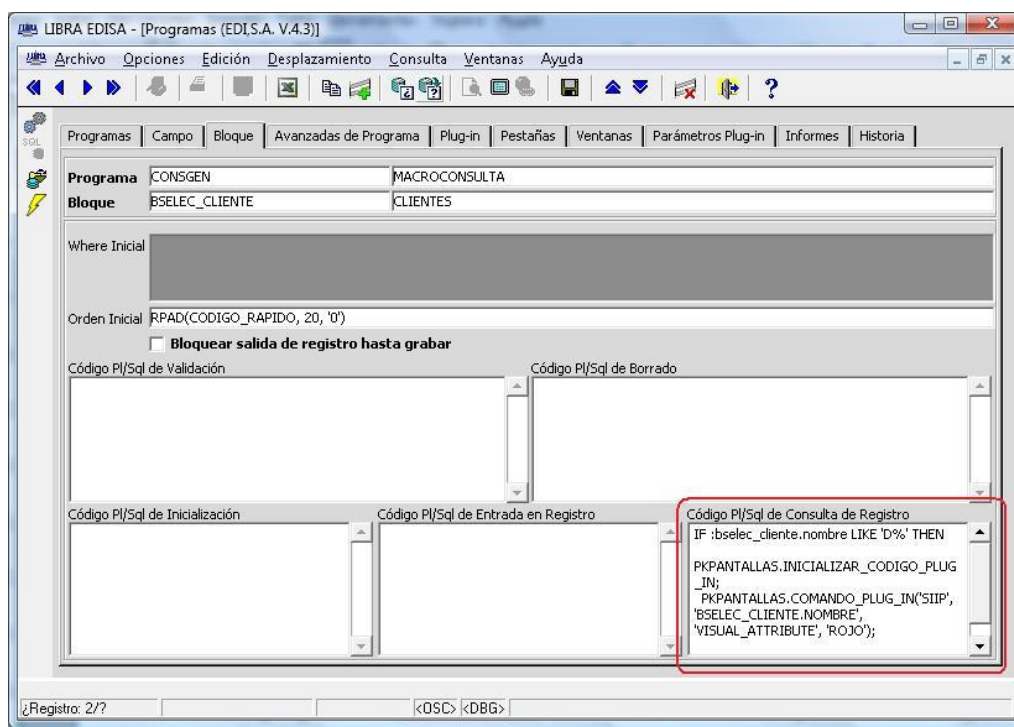 LIBRA EDISA - [Programas (EDI,S.A. V.4.3)]
Archivo Opciones Edición Desplazamiento Consulta Ventanas Ayuda
SQL
Programas Campo Bloque Avanzadas de Programa Plug-in Pestañas Ventanas Parámetros Plug-in Informes Historia
Programa CONSGEN MACROCONSULTA
Bloque BSELEC_CLIENTE CLIENTES
Where Inicial
Orden Inicial RPAD(CODIGO_RAPIDO, 20, '0')
Bloquear salida de registro hasta grabar
Código Pl/Sql de Validación Código Pl/Sql de Borrado
Código Pl/Sql de Inicialización Código Pl/Sql de Entrada en Registro Código Pl/Sql de Consulta de Registro
IF :bselec_cliente.nombre LIKE 'D%' THEN
PKPANTALLAS.INICIALIZAR_CODIGO_PLUG
_IN;
PKPANTALLAS.COMANDO_PLUG_IN('SIIP',
'BSELEC_CLIENTE.NOMBRE',
'VISUAL_ATTRIBUTE', 'ROJO');
¿Registro: 2/? <OSC> <DBG>